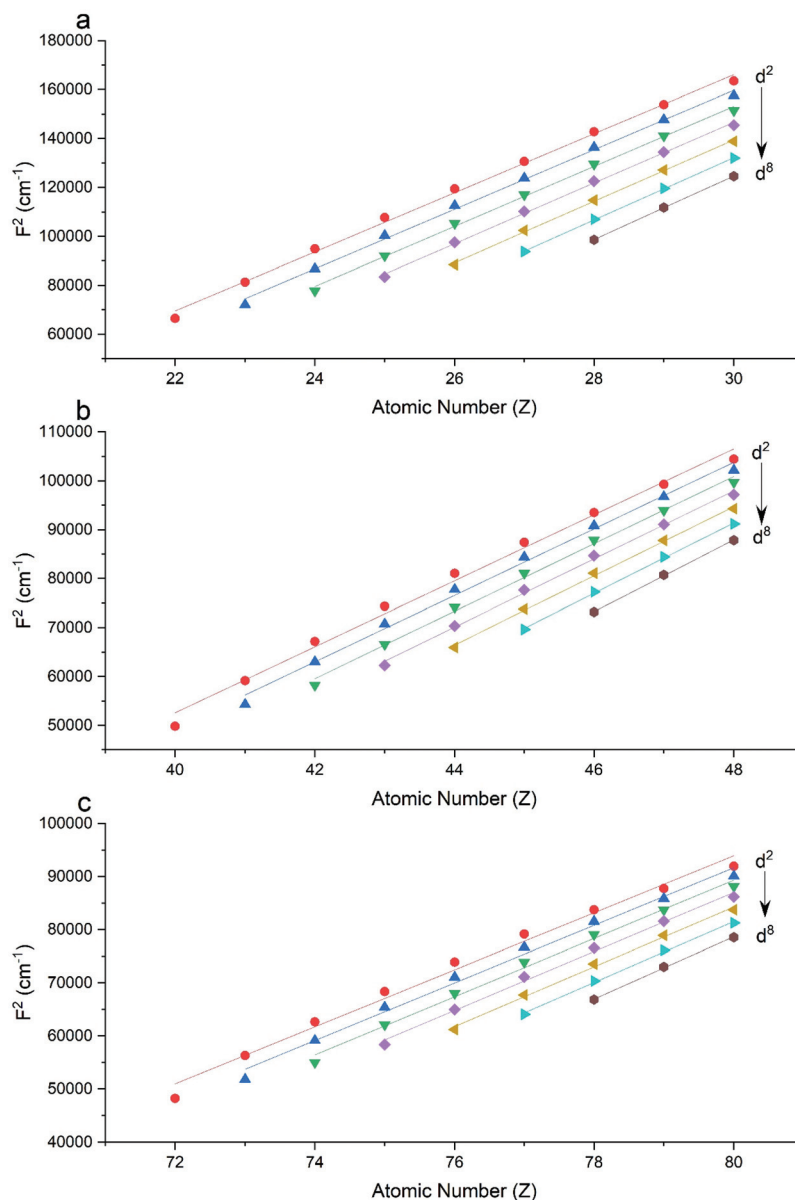 a
180000
160000
140000
120000
100000
80000
60000
F² (cm⁻¹)
d²
d⁸
22 24 26 28 30
Atomic Number (Z)
b
110000
100000
90000
80000
70000
60000
50000
F² (cm⁻¹)
d²
d⁸
40 42 44 46 48
Atomic Number (Z)
c
100000
90000
80000
70000
60000
50000
40000
F² (cm⁻¹)
d²
d⁸
72 74 76 78 80
Atomic Number (Z)